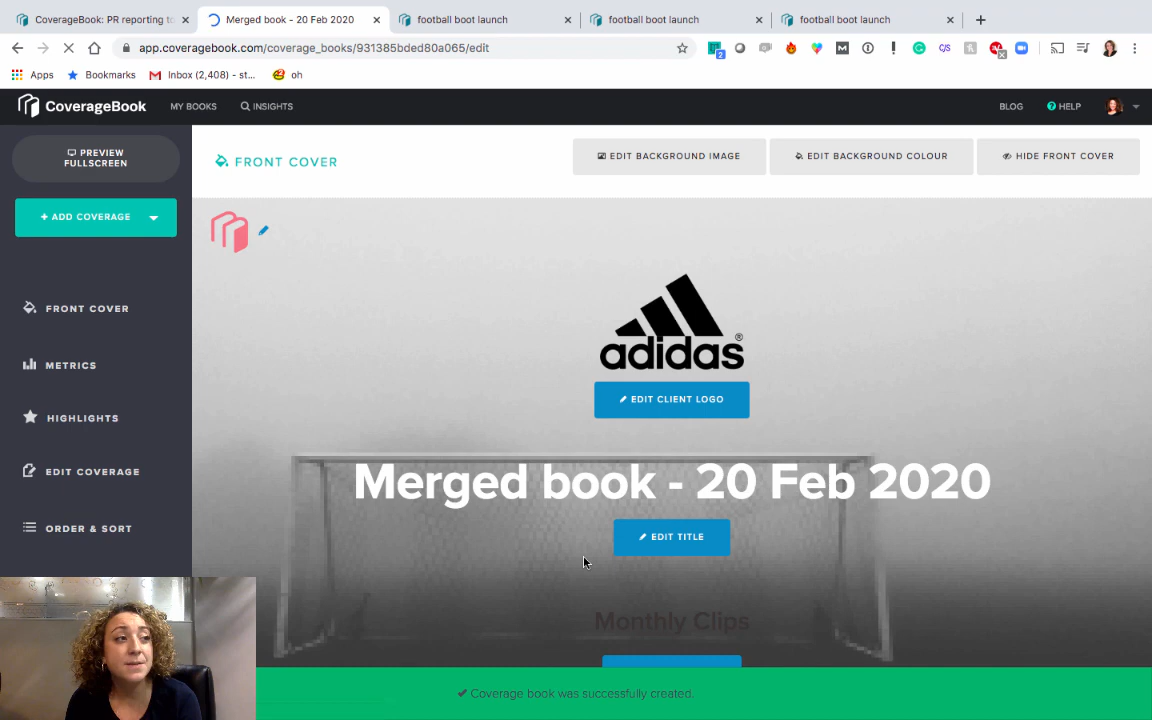 CoverageBook: PR reporting to
Merged book - 20 Feb 2020
football boot launch
football boot launch
football boot launch
app.coveragebook.com/coverage_books/931385bded80a065/edit
Apps
Bookmarks
Inbox (2,408) - st...
oh
CoverageBook
MY BOOKS
INSIGHTS
BLOG
HELP
PREVIEW
FULLSCREEN
+ ADD COVERAGE
FRONT COVER
METRICS
HIGHLIGHTS
EDIT COVERAGE
ORDER & SORT
FRONT COVER
EDIT BACKGROUND IMAGE
EDIT BACKGROUND COLOUR
HIDE FRONT COVER
adidas®
EDIT CLIENT LOGO
Merged book - 20 Feb 2020
EDIT TITLE
Monthly Clips
Coverage book was successfully created.